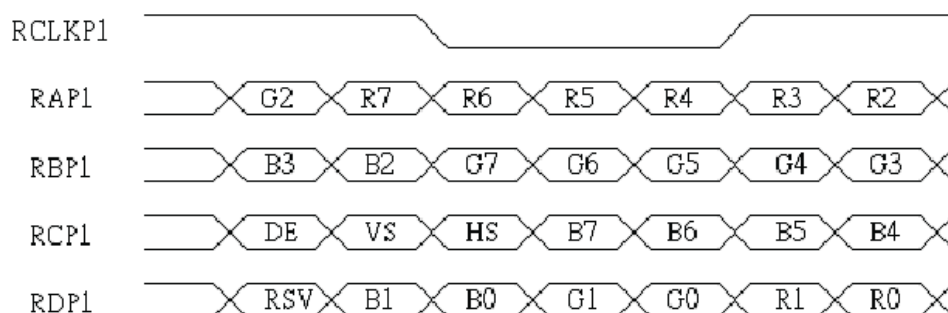 RCLKP1
RAP1 G2 R7 R6 R5 R4 R3 R2
RBP1 B3 B2 G7 G6 G5 G4 G3
RCP1 DE VS HS B7 B6 B5 B4
RDP1 RSV B1 B0 G1 G0 R1 R0